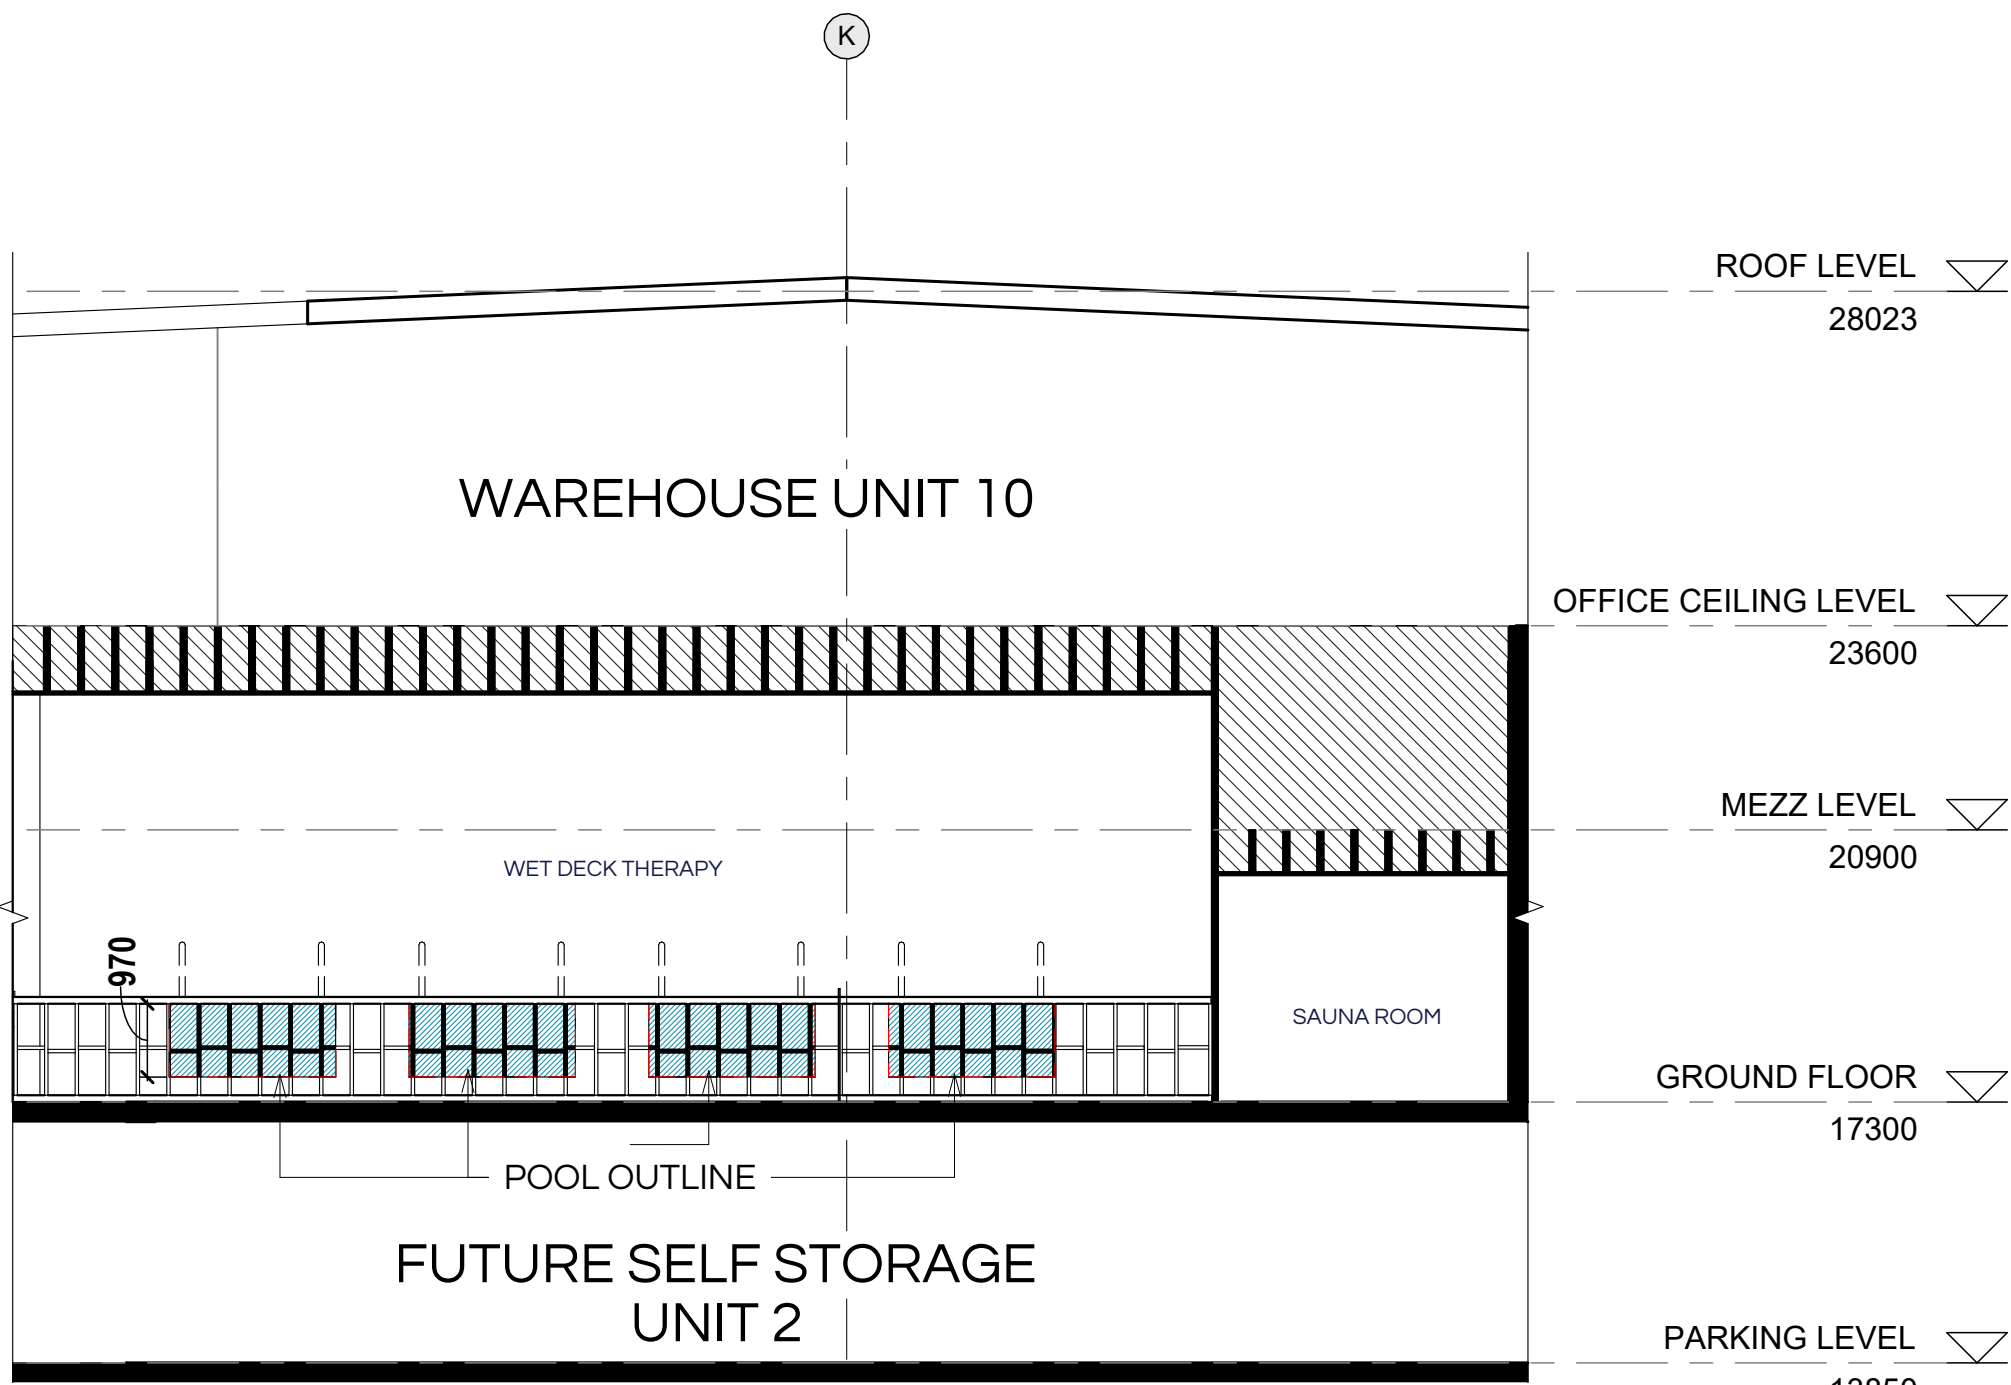 K
ROOF LEVEL
28023
WAREHOUSE UNIT 10
OFFICE CEILING LEVEL
23600
MEZZ LEVEL
20900
WET DECK THERAPY
970
SAUNA ROOM
GROUND FLOOR
17300
POOL OUTLINE
FUTURE SELF STORAGE
UNIT 2
PARKING LEVEL